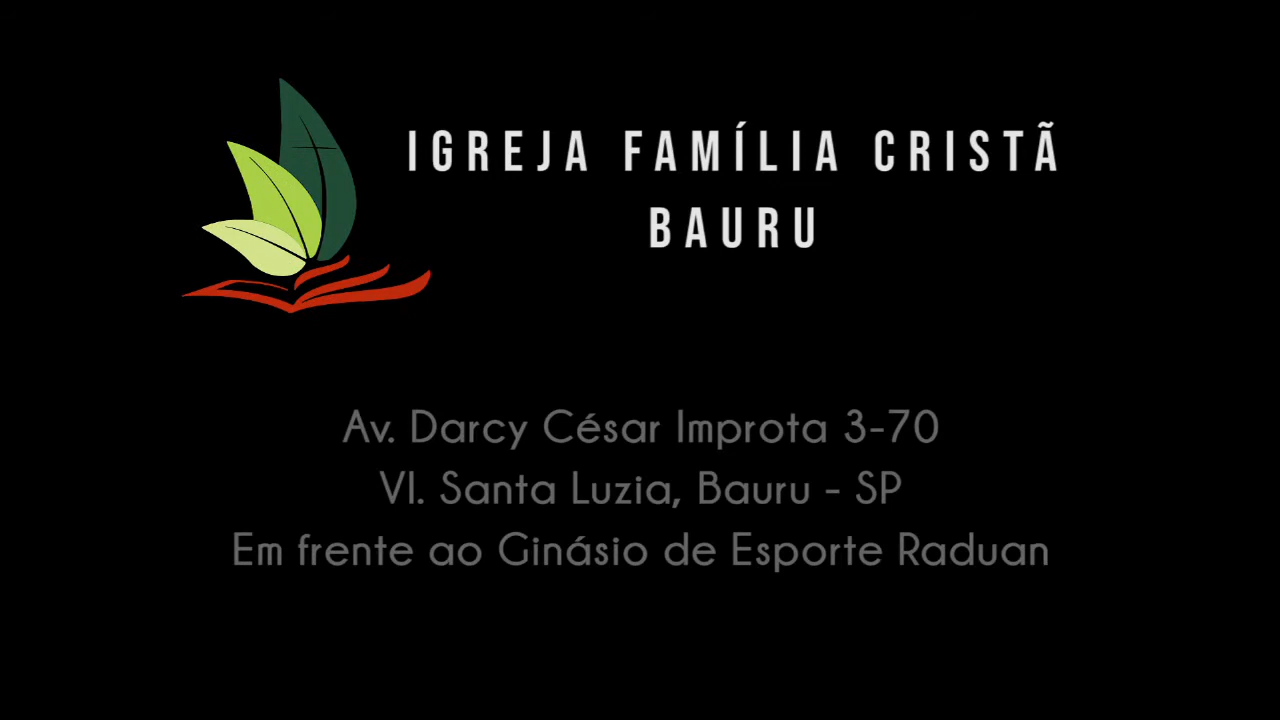 IGREJA FAMÍLIA CRISTÃ
BAURU
Av. Darcy César Improta 3-70
Vl. Santa Luzia, Bauru - SP
Em frente ao Ginásio de Esporte Raduan